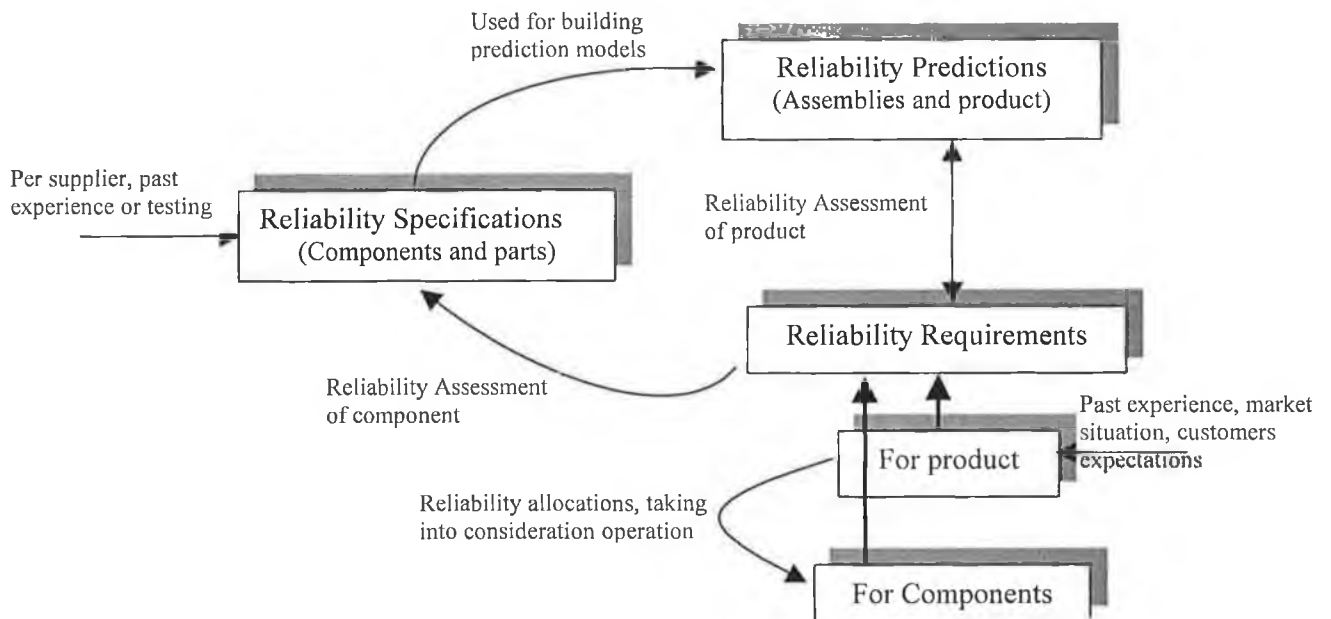 Used for building
prediction models
Reliability Predictions
(Assemblies and product)
Per supplier, past
experience or testing
Reliability Specifications
(Components and parts)
Reliability Assessment
of product
Reliability Requirements
Reliability Assessment
of component
Past experience, market
situation, customers
expectations
For product
Reliability allocations, taking
into consideration operation
For Components